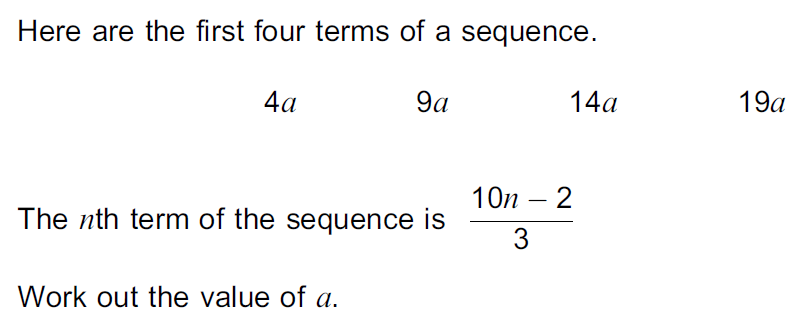 Here are the first four terms of a sequence.
4a 9a 14a 19a
The nth term of the sequence is \frac{10n – 2}{3}
Work out the value of a.